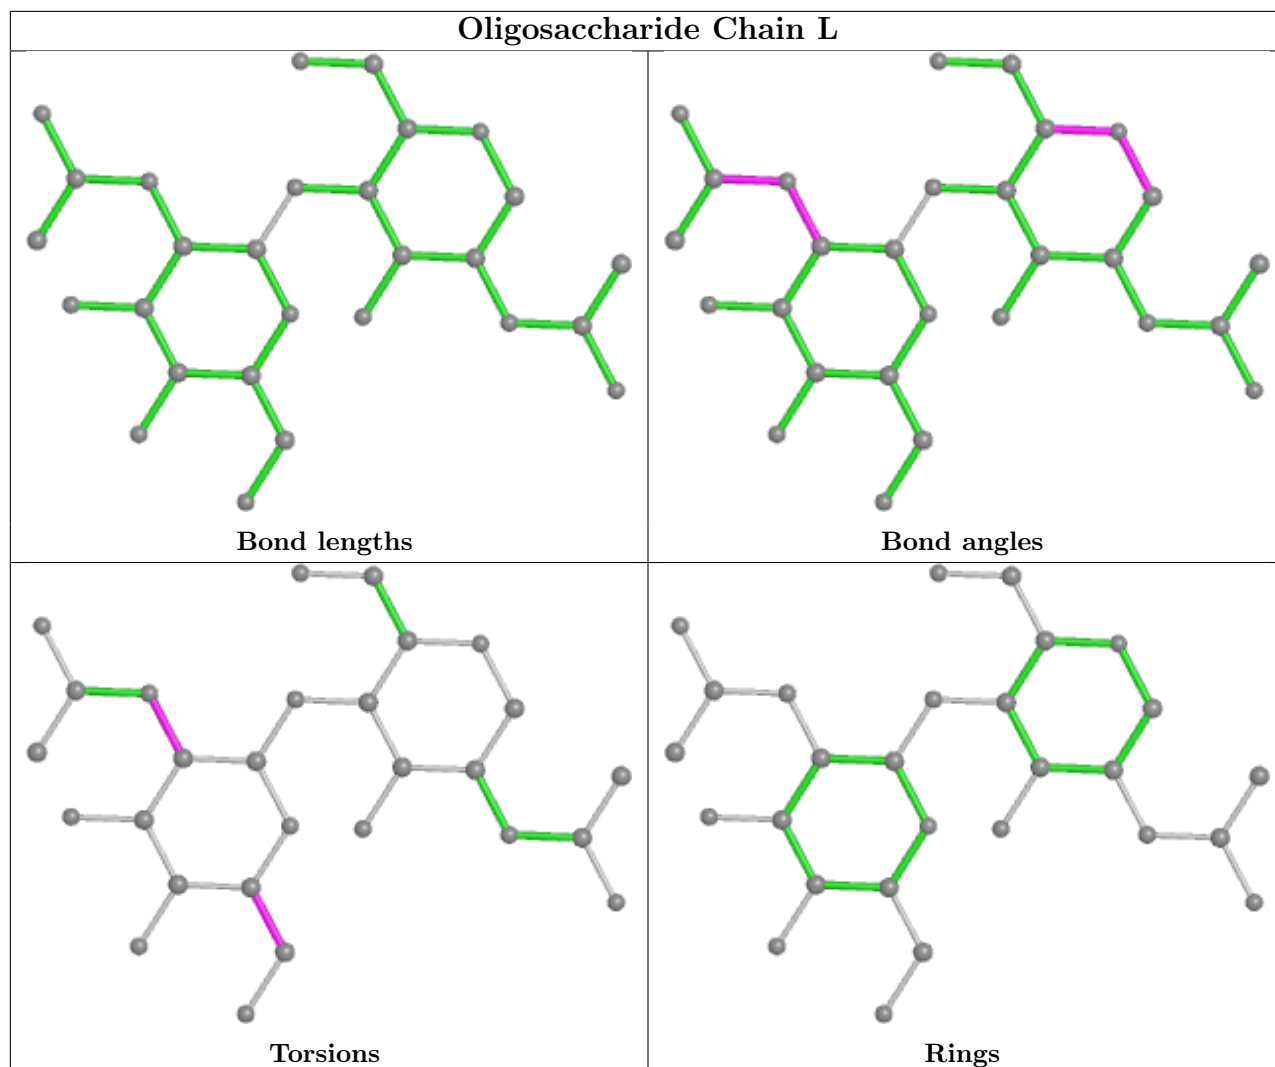 Oligosaccharide Chain L
Bond lengths
Bond angles
Torsions
Rings